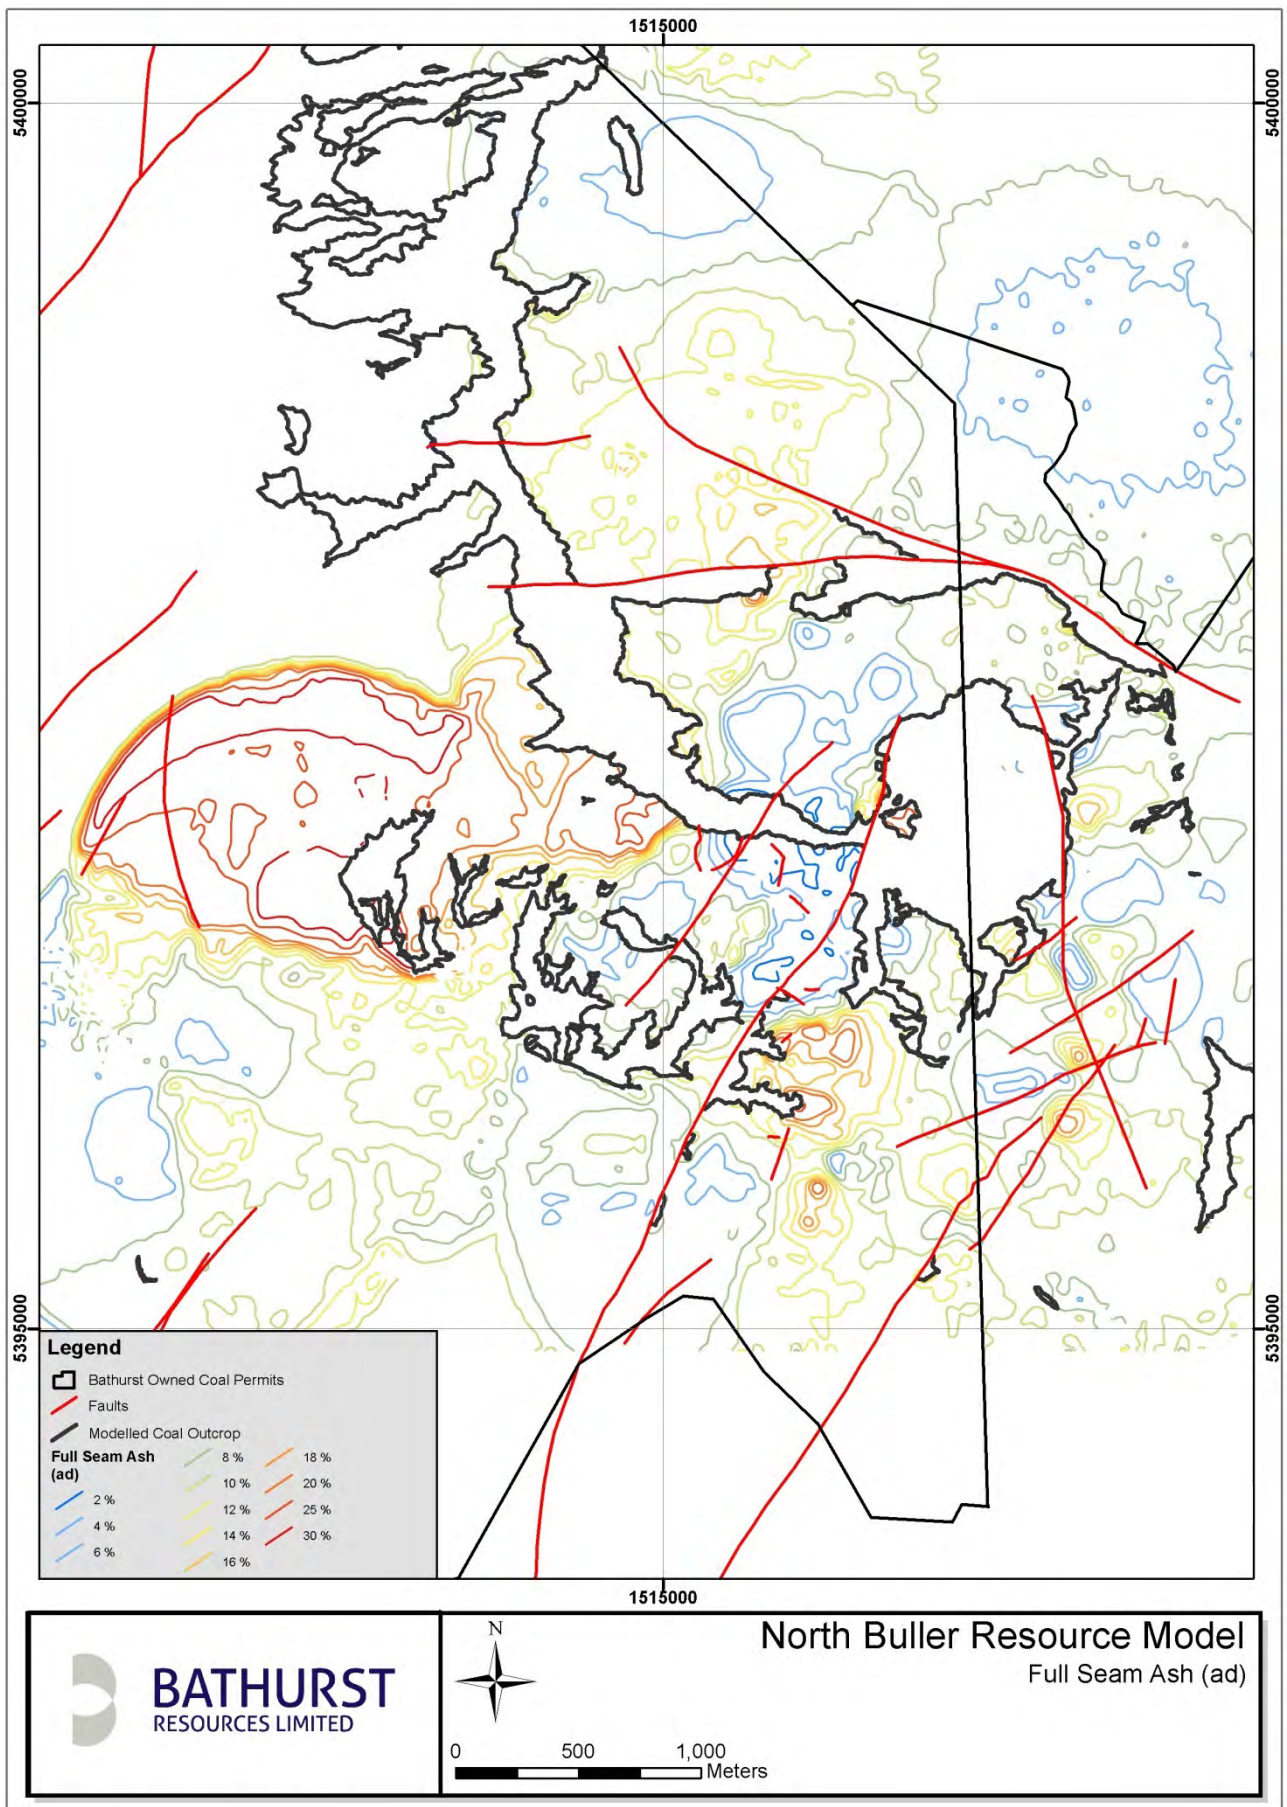 1515000
5400000
5400000
5395000
5395000
Legend
Bathurst Owned Coal Permits
Faults
Modelled Coal Outcrop
Full Seam Ash
(ad)
2 %
4 %
6 %
8 %
10 %
12 %
14 %
16 %
18 %
20 %
25 %
30 %
1515000
BATHURST
RESOURCES LIMITED
N
0 500 1,000
Meters
North Buller Resource Model
Full Seam Ash (ad)